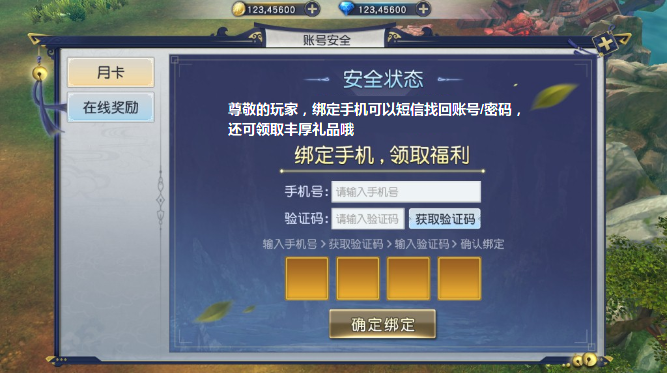 123,45600
123,45600
账号安全
月卡
在线奖励
安全状态
尊敬的玩家，绑定手机可以短信找回账号/密码，
还可领取丰厚礼品哦
绑定手机，领取福利
手机号:
请输入手机号
验证码:
请输入验证码
获取验证码
输入手机号>获取验证码>输入验证码>确认绑定
确定绑定